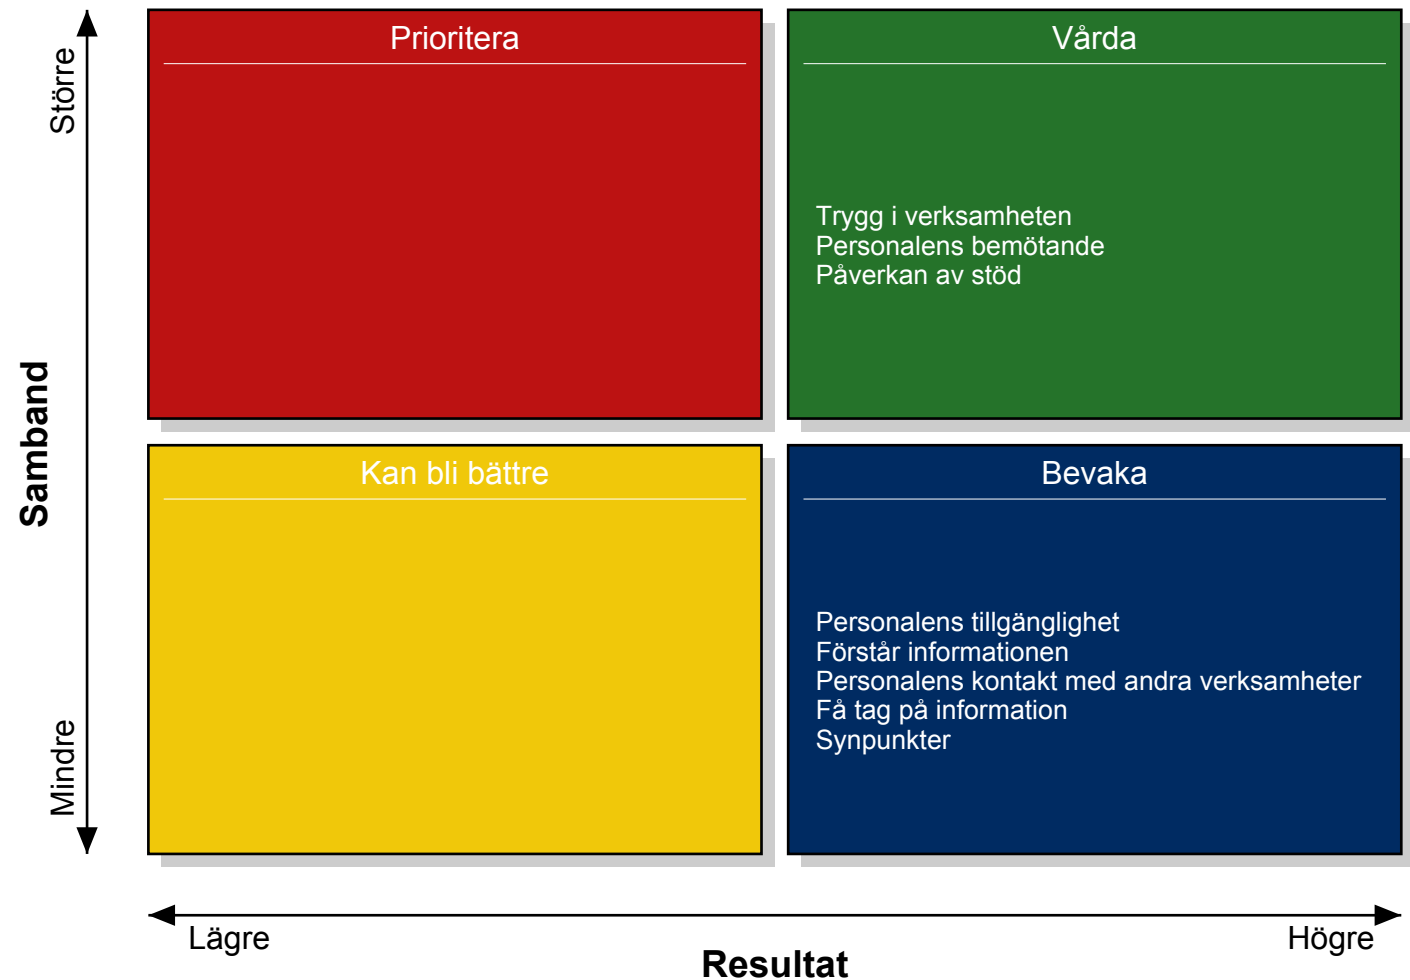 Större
Samband
Mindre
Prioritera
Vårda
Trygg i verksamheten
Personalens bemötande
Påverkan av stöd
Kan bli bättre
Bevaka
Personalens tillgänglighet
Förstår informationen
Personalens kontakt med andra verksamheter
Få tag på information
Synpunkter
Lägre
Högre
Resultat